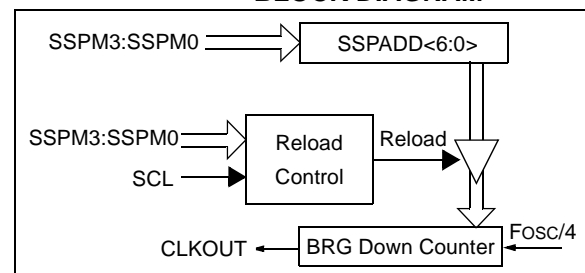 BLOCK DIAGRAM
SSPM3:SSPM0
SSPADD<6:0>
SSPM3:SSPM0
SCL
Reload
Control
Reload
CLKOUT
BRG Down Counter
FOSC/4